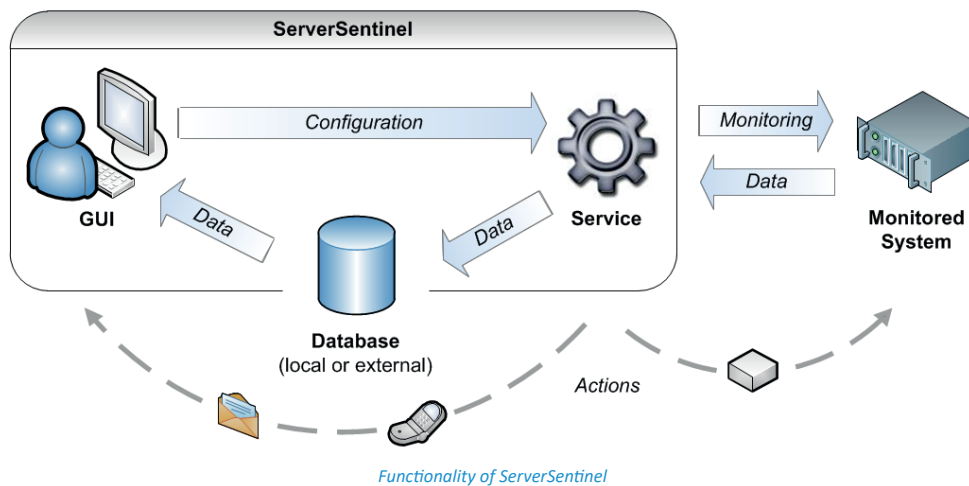 ServerSentinel
Configuration
Monitoring
Data
GUI
Data
Data
Service
Monitored
System
Database
(local or external)
Actions
Functionality of ServerSentinel